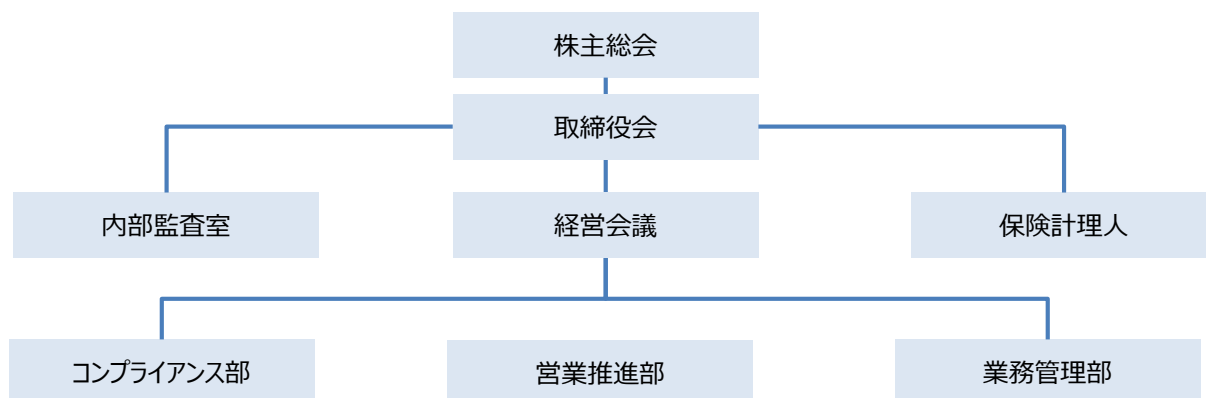 株主総会
取締役会
内部監査室
経営会議
保険計理人
コンプライアンス部
営業推進部
業務管理部